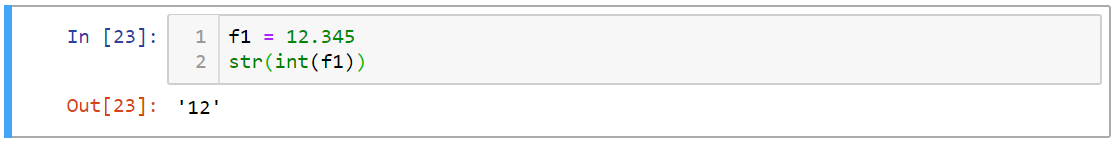 In [23]: 1 f1 = 12.345
2 str(int(f1))
Out[23]: '12'